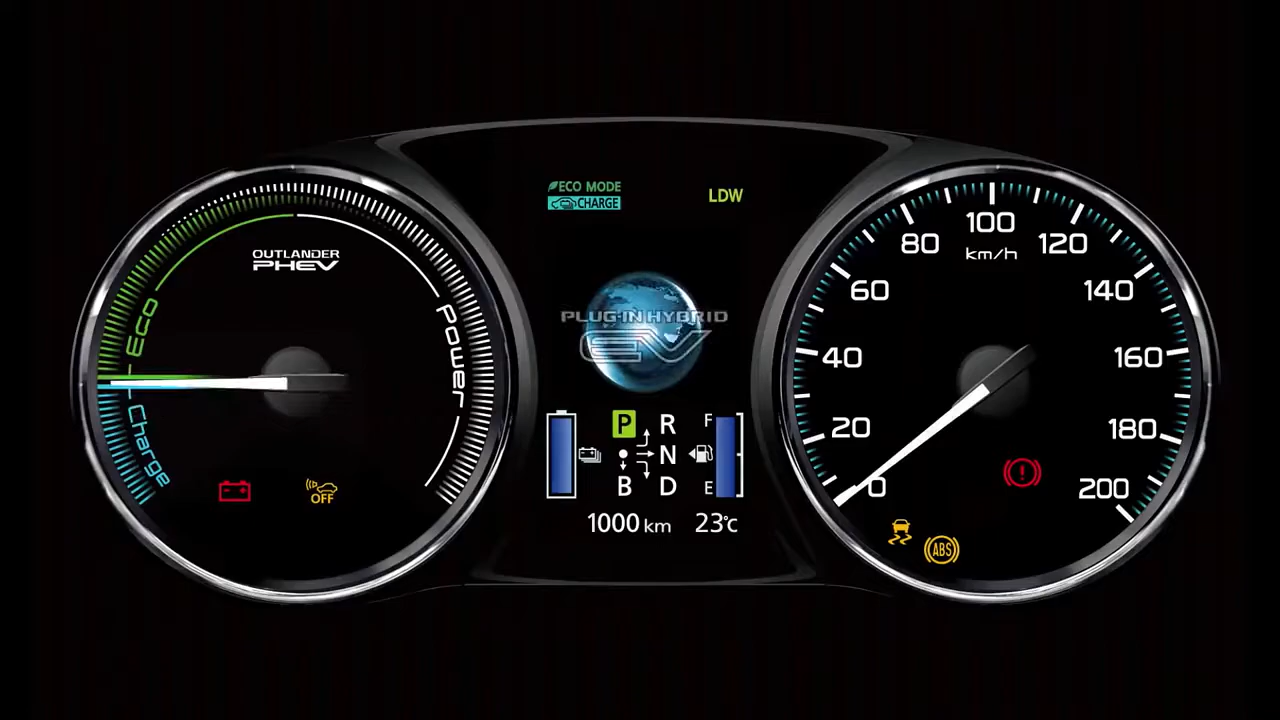 ECO MODE
CHARGE
LDW
OUTLANDER
PHEV
Eco
Power
Charge
OFF
PLUG-IN HYBRID
EV
P R
N
B D
F
E
1000 km 23°C
0
20
40
60
80
100
120
140
160
180
200
km/h
ABS